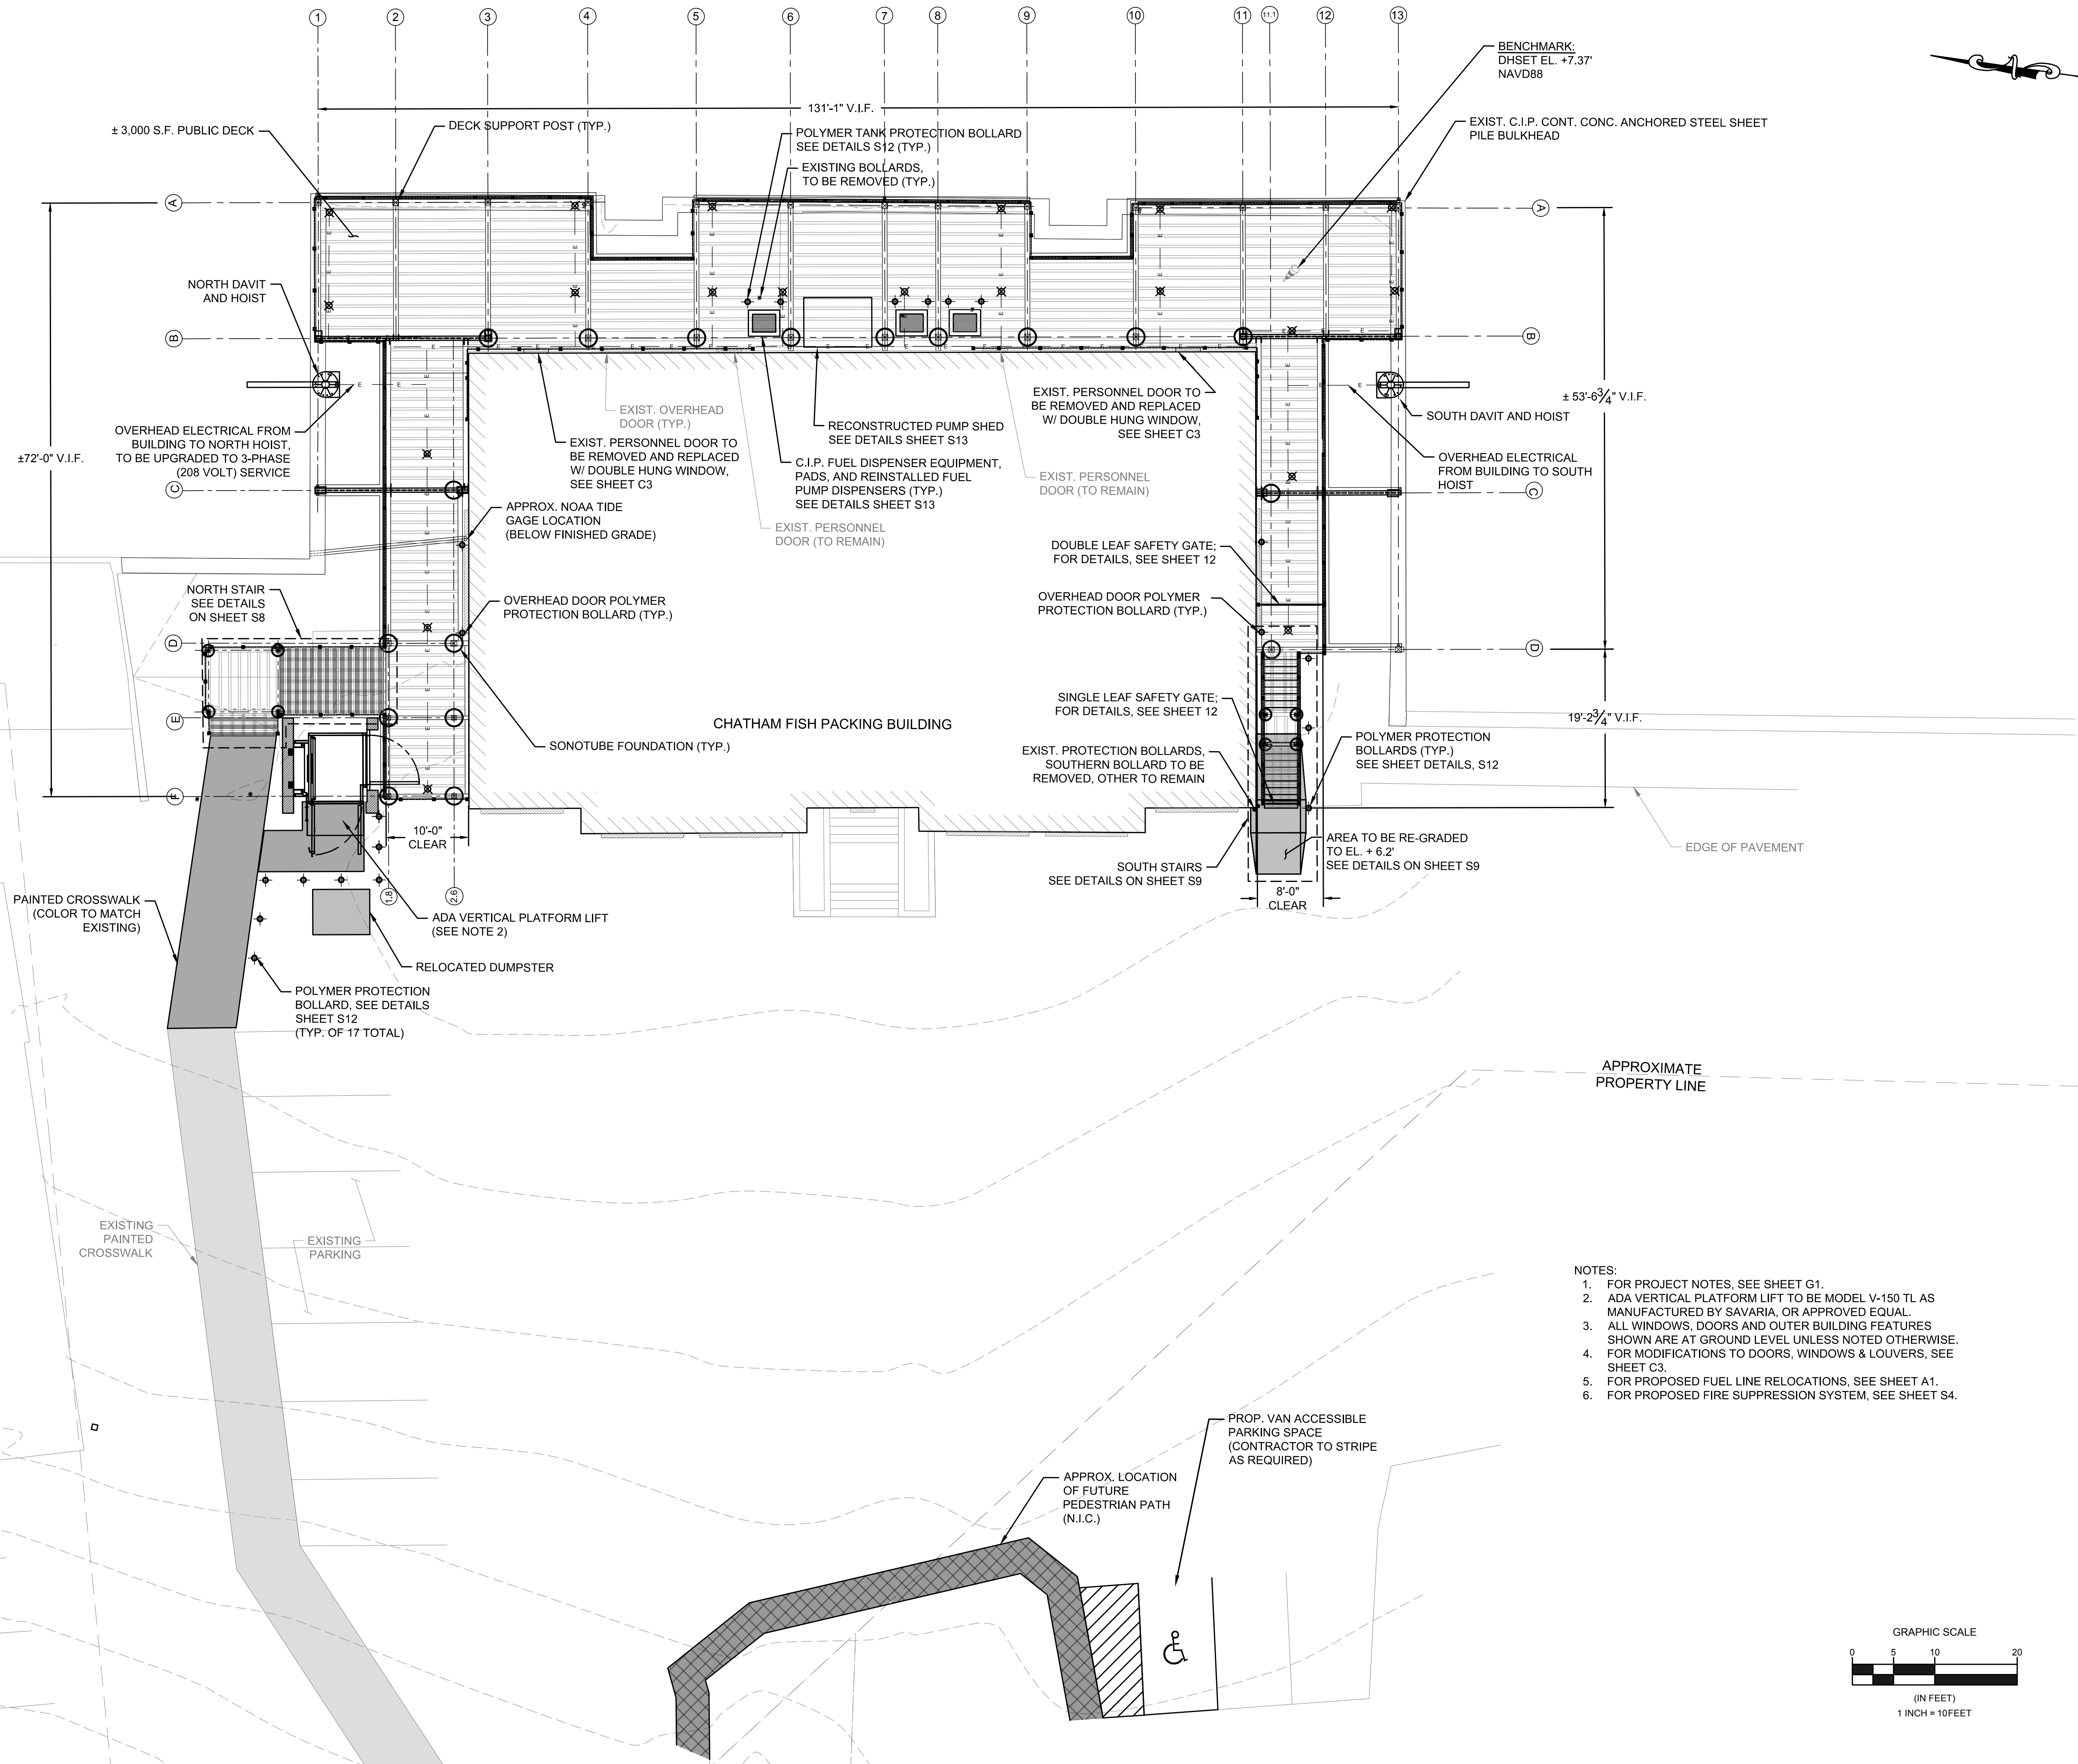 1
2
3
4
5
6
7
8
9
10
11
11.1
12
13
BENCHMARK:
DHSET EL. +7.37'
NAVD88
131'-1" V.I.F.
± 3,000 S.F. PUBLIC DECK
DECK SUPPORT POST (TYP.)
POLYMER TANK PROTECTION BOLLARD
SEE DETAILS S12 (TYP.)
EXISTING BOLLARDS,
TO BE REMOVED (TYP.)
EXIST. C.I.P. CONT. CONC. ANCHORED STEEL SHEET
PILE BULKHEAD
A
A
NORTH DAVIT
AND HOIST
B
B
OVERHEAD ELECTRICAL FROM
BUILDING TO NORTH HOIST,
TO BE UPGRADED TO 3-PHASE
(208 VOLT) SERVICE
±72'-0" V.I.F.
EXIST. OVERHEAD
DOOR (TYP.)
EXIST. PERSONNEL DOOR TO
BE REMOVED AND REPLACED
W/ DOUBLE HUNG WINDOW,
SEE SHEET C3
RECONSTRUCTED PUMP SHED
SEE DETAILS SHEET S13
C.I.P. FUEL DISPENSER EQUIPMENT,
PADS, AND REINSTALLED FUEL
PUMP DISPENSERS (TYP.)
SEE DETAILS SHEET S13
EXIST. PERSONNEL DOOR TO
BE REMOVED AND REPLACED
W/ DOUBLE HUNG WINDOW,
SEE SHEET C3
EXIST. PERSONNEL
DOOR (TO REMAIN)
EXIST. PERSONNEL
DOOR (TO REMAIN)
± 53'-6 3/4" V.I.F.
SOUTH DAVIT AND HOIST
OVERHEAD ELECTRICAL
FROM BUILDING TO SOUTH
HOIST
C
C
APPROX. NOAA TIDE
GAGE LOCATION
(BELOW FINISHED GRADE)
DOUBLE LEAF SAFETY GATE;
FOR DETAILS, SEE SHEET 12
NORTH STAIR
SEE DETAILS
ON SHEET S8
OVERHEAD DOOR POLYMER
PROTECTION BOLLARD (TYP.)
OVERHEAD DOOR POLYMER
PROTECTION BOLLARD (TYP.)
D
D
SINGLE LEAF SAFETY GATE;
FOR DETAILS, SEE SHEET 12
E
CHATHAM FISH PACKING BUILDING
19'-2 3/4" V.I.F.
SONOTUBE FOUNDATION (TYP.)
EXIST. PROTECTION BOLLARDS,
SOUTHERN BOLLARD TO BE
REMOVED, OTHER TO REMAIN
POLYMER PROTECTION
BOLLARDS (TYP.)
SEE SHEET DETAILS, S12
F
10'-0"
CLEAR
AREA TO BE RE-GRADED
TO EL. + 6.2'
SEE DETAILS ON SHEET S9
EDGE OF PAVEMENT
SOUTH STAIRS
SEE DETAILS ON SHEET S9
8'-0"
CLEAR
1.8
2.6
PAINTED CROSSWALK
(COLOR TO MATCH
EXISTING)
ADA VERTICAL PLATFORM LIFT
(SEE NOTE 2)
RELOCATED DUMPSTER
POLYMER PROTECTION
BOLLARD, SEE DETAILS
SHEET S12
(TYP. OF 17 TOTAL)
APPROXIMATE
PROPERTY LINE
EXISTING
PAINTED
CROSSWALK
EXISTING
PARKING
NOTES:
1. FOR PROJECT NOTES, SEE SHEET G1.
2. ADA VERTICAL PLATFORM LIFT TO BE MODEL V-150 TL AS
MANUFACTURED BY SAVARIA, OR APPROVED EQUAL.
3. ALL WINDOWS, DOORS AND OUTER BUILDING FEATURES
SHOWN ARE AT GROUND LEVEL UNLESS NOTED OTHERWISE.
4. FOR MODIFICATIONS TO DOORS, WINDOWS & LOUVERS, SEE
SHEET C3.
5. FOR PROPOSED FUEL LINE RELOCATIONS, SEE SHEET A1.
6. FOR PROPOSED FIRE SUPPRESSION SYSTEM, SEE SHEET S4.
PROP. VAN ACCESSIBLE
PARKING SPACE
(CONTRACTOR TO STRIPE
AS REQUIRED)
APPROX. LOCATION
OF FUTURE
PEDESTRIAN PATH
(N.I.C.)
GRAPHIC SCALE
0 5 10 20
(IN FEET)
1 INCH = 10FEET